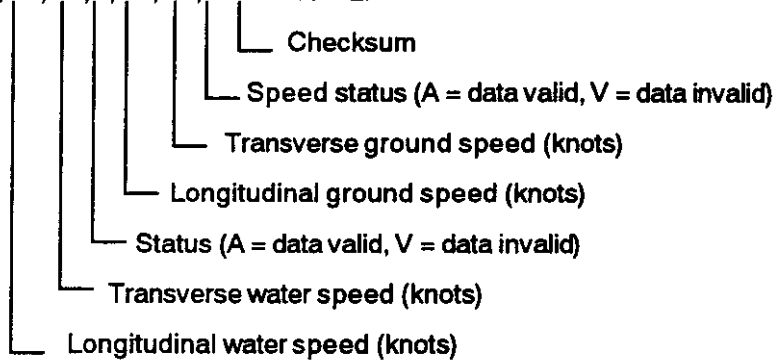 Checksum
Speed status (A = data valid, V = data invalid)
Transverse ground speed (knots)
Longitudinal ground speed (knots)
Status (A = data valid, V = data invalid)
Transverse water speed (knots)
Longitudinal water speed (knots)